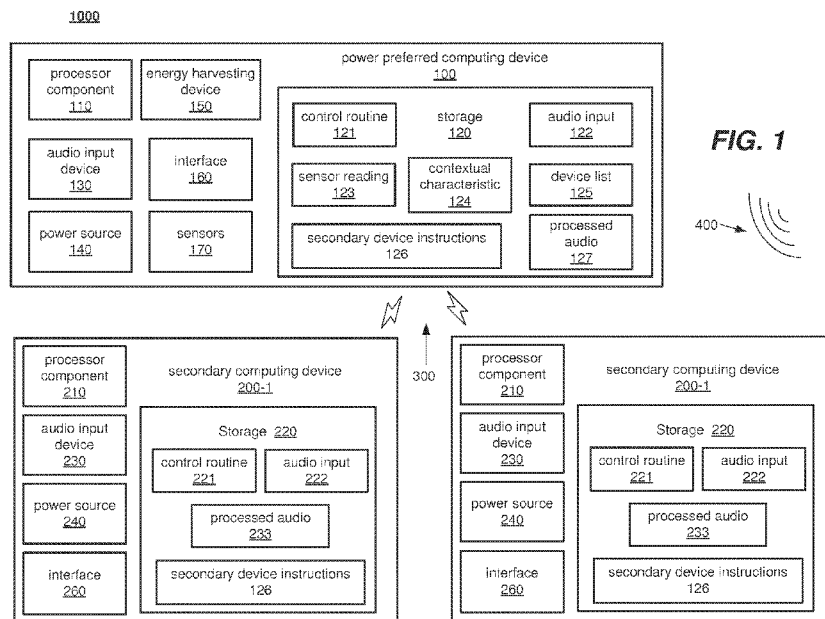 1000
power preferred computing device
100
processor
component
110
energy harvesting
device
150
audio input
device
130
interface
160
power source
140
sensors
170
control routine
121
storage
120
audio input
122
sensor reading
123
contextual
characteristic
124
device list
125
secondary device instructions
126
processed
audio
127
FIG. 1
400
300
processor
component
210
secondary computing device
200-1
audio input
device
230
power source
240
interface
260
Storage 220
control routine
221
audio input
222
processed audio
233
secondary device instructions
126
processor
component
210
secondary computing device
200-1
audio input
device
230
power source
240
interface
260
Storage 220
control routine
221
audio input
222
processed audio
233
secondary device instructions
126